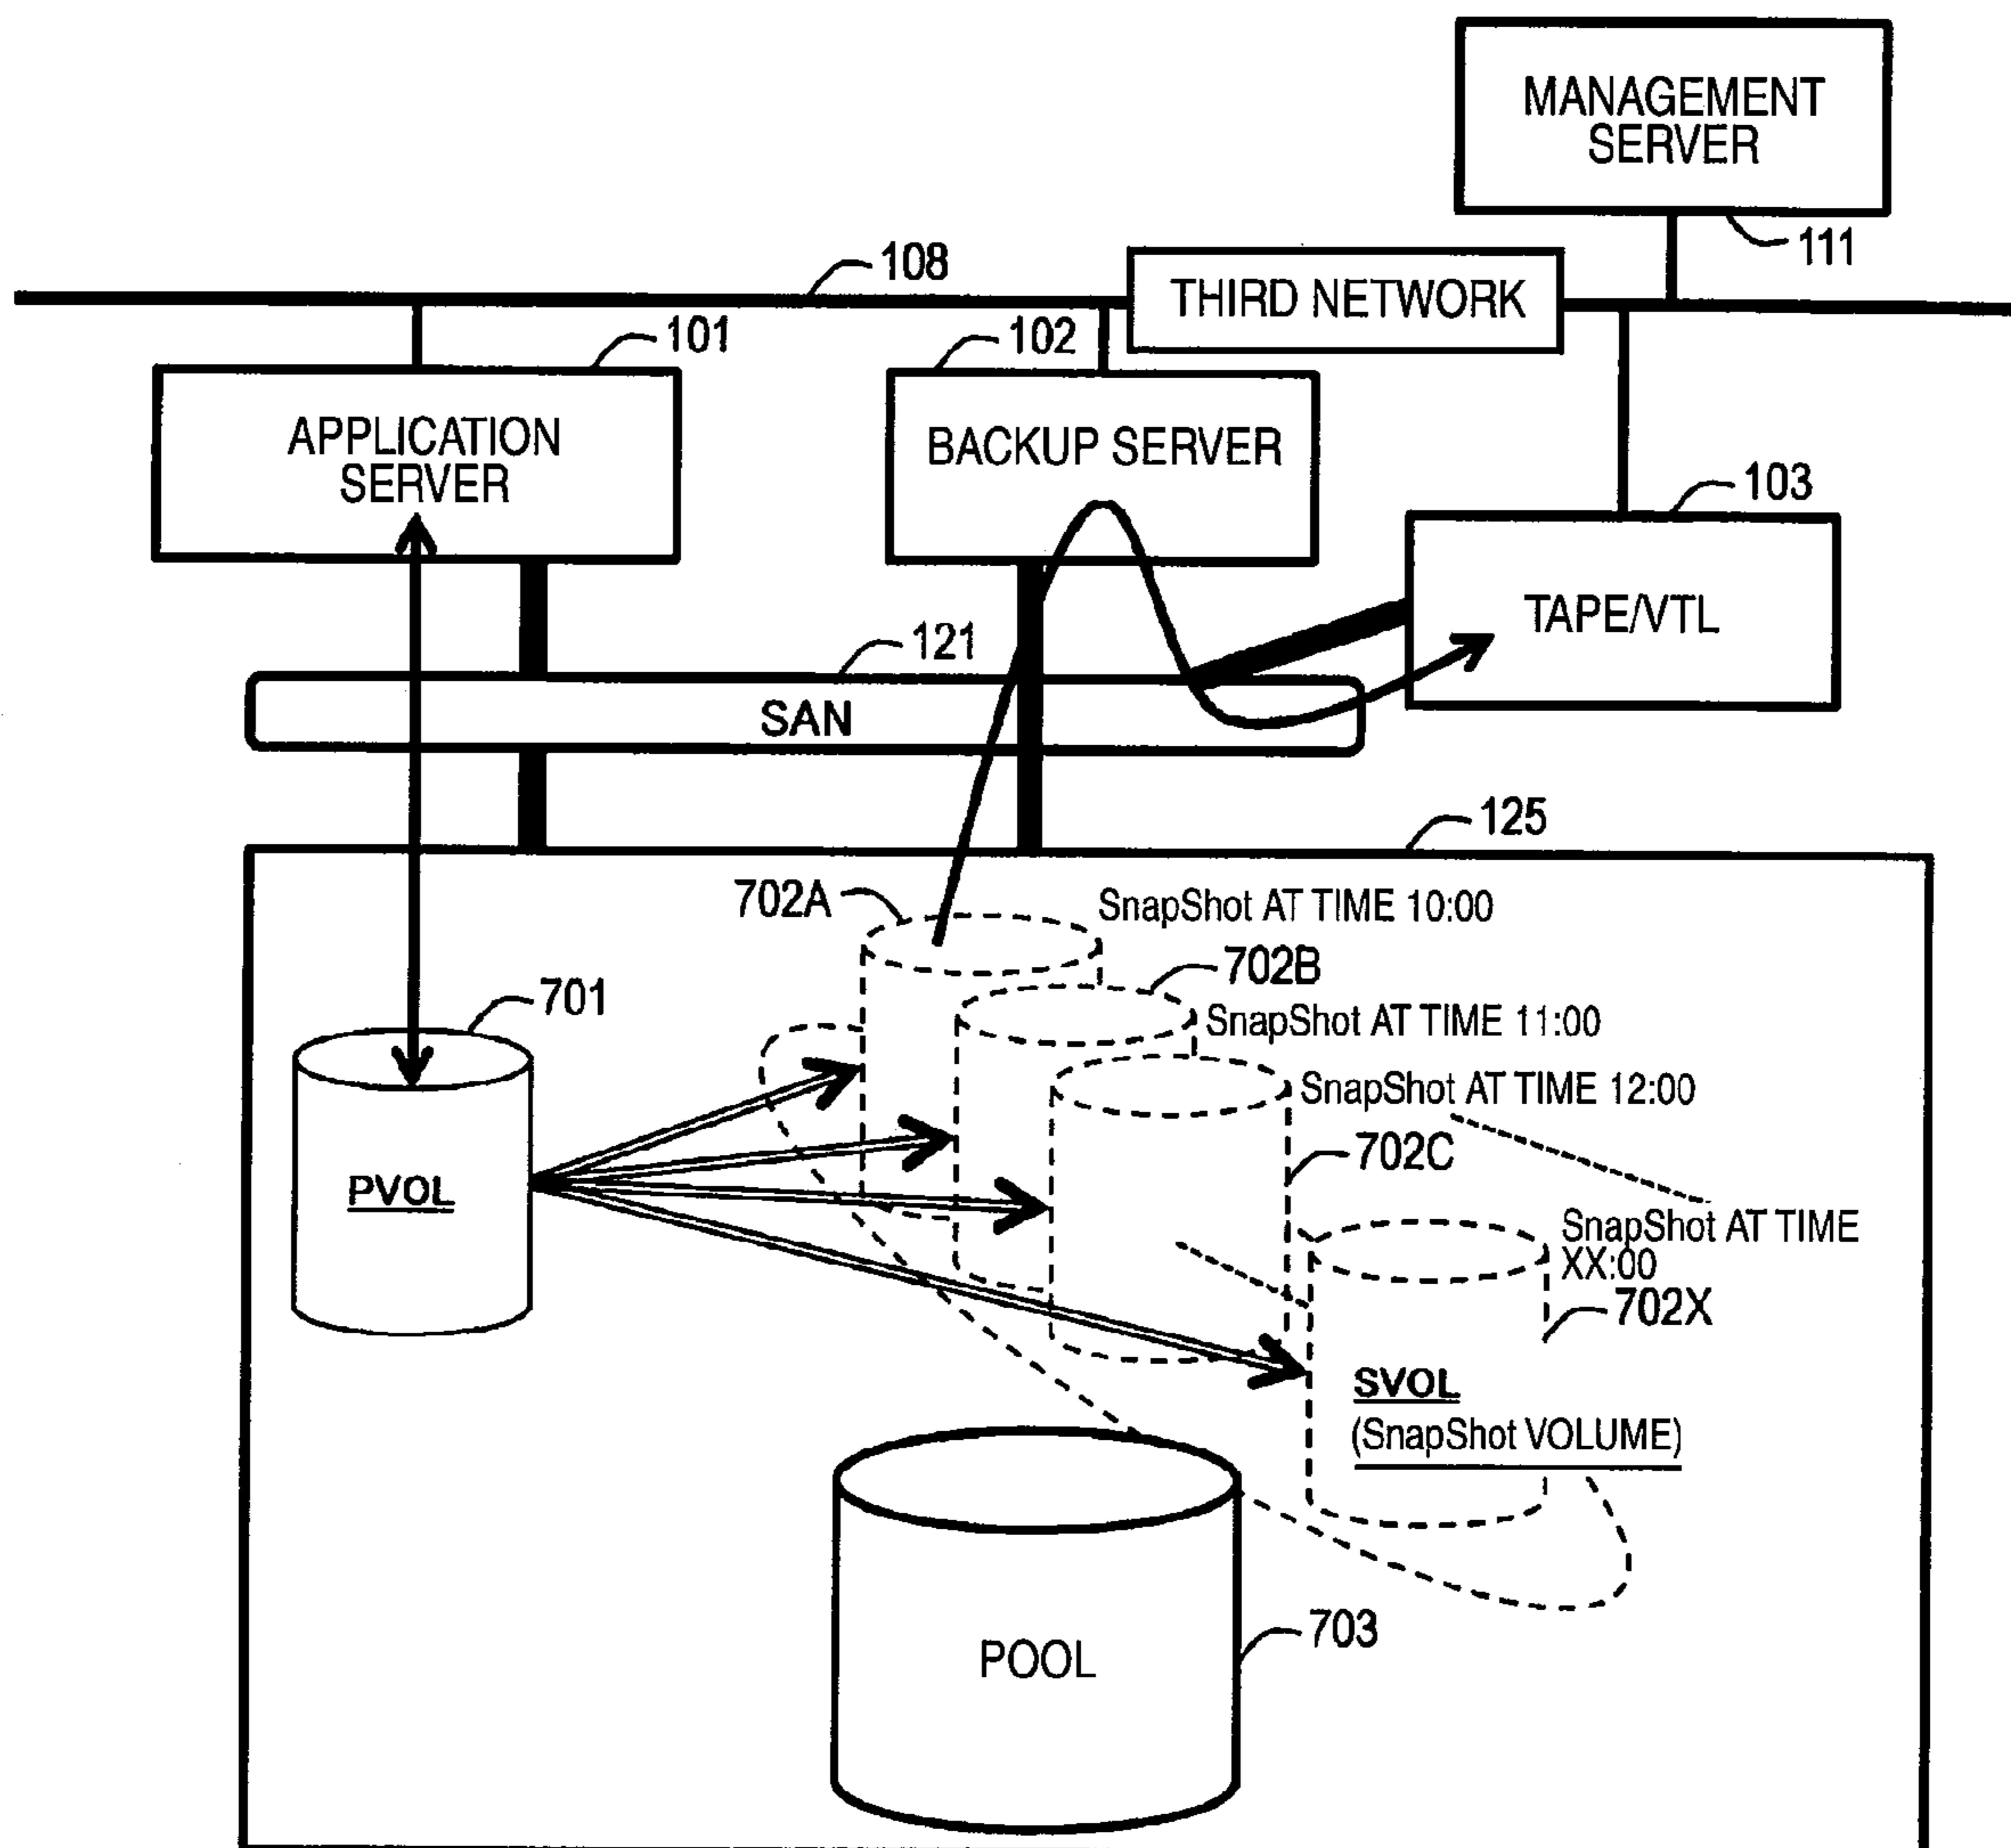 MANAGEMENT
SERVER
111
108
THIRD NETWORK
101
102
APPLICATION
SERVER
BACKUP SERVER
103
TAPE/VTL
121
SAN
125
702A
SnapShot AT TIME 10:00
702B
701
SnapShot AT TIME 11:00
SnapShot AT TIME 12:00
702C
PVOL
SnapShot AT TIME
XX:00
702X
SVOL
(SnapShot VOLUME)
703
POOL